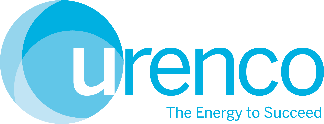 urenco
The Energy to Succeed